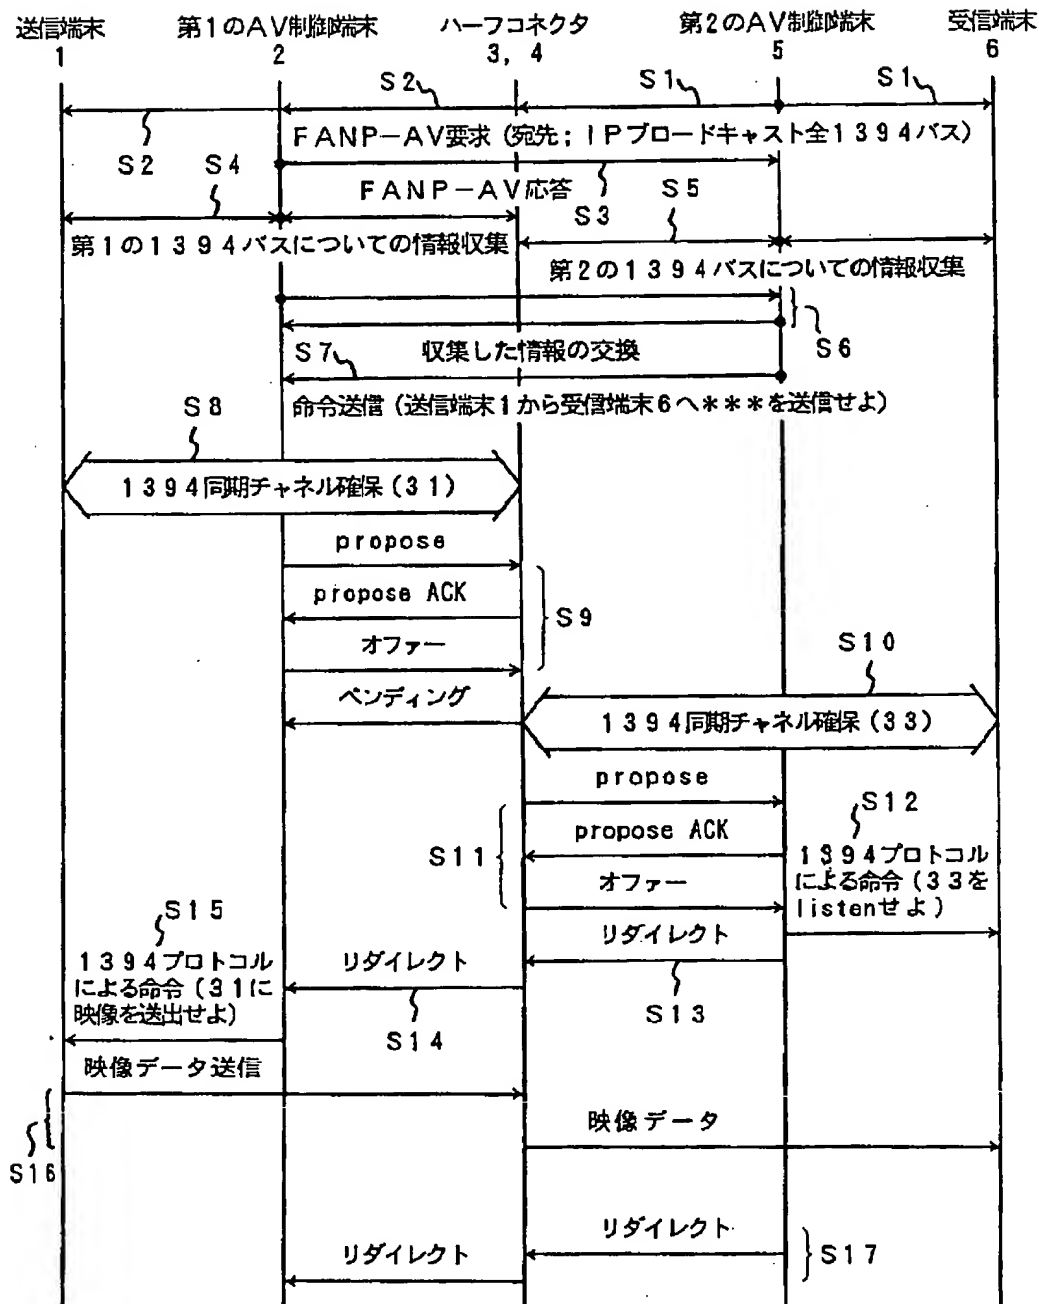 送信端末 第1のAV制御端末 ハーフコネクタ 第2のAV制御端末 受信端末
1 2 3, 4 5 6
S2 S1 S1
FANP-AV要求 (宛先; IPブロードキャスト全1394バス)
S2 S4
FANP-AV応答 S5
S3
第1の1394バスについての情報収集
第2の1394バスについての情報収集
S7 収集した情報の交換 S6
S8 命令送信 (送信端末1から受信端末6へ***を送信せよ)
1394同期チャネル確保 (31)
propose
propose ACK
S9
オファー S10
ペンディング
1394同期チャネル確保 (33)
propose
S12
propose ACK
S11
1394プロトコル
による命令 (33を
listenせよ)
オファー
S15
リダイレクト
1394プロトコル
による命令 (31に
映像を送出せよ)
リダイレクト
S13
S14
映像データ送信
映像データ
S16
リダイレクト
リダイレクト S17